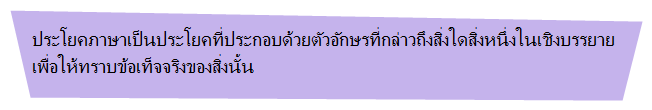 ประโยคภาษาเป็นประโยคที่ประกอบด้วยตัวอักษรที่กล่าวถึงสิ่งใดสิ่งหนึ่งในเชิงบรรยาย
เพื่อให้ทราบข้อเท็จจริงของสิ่งนั้น